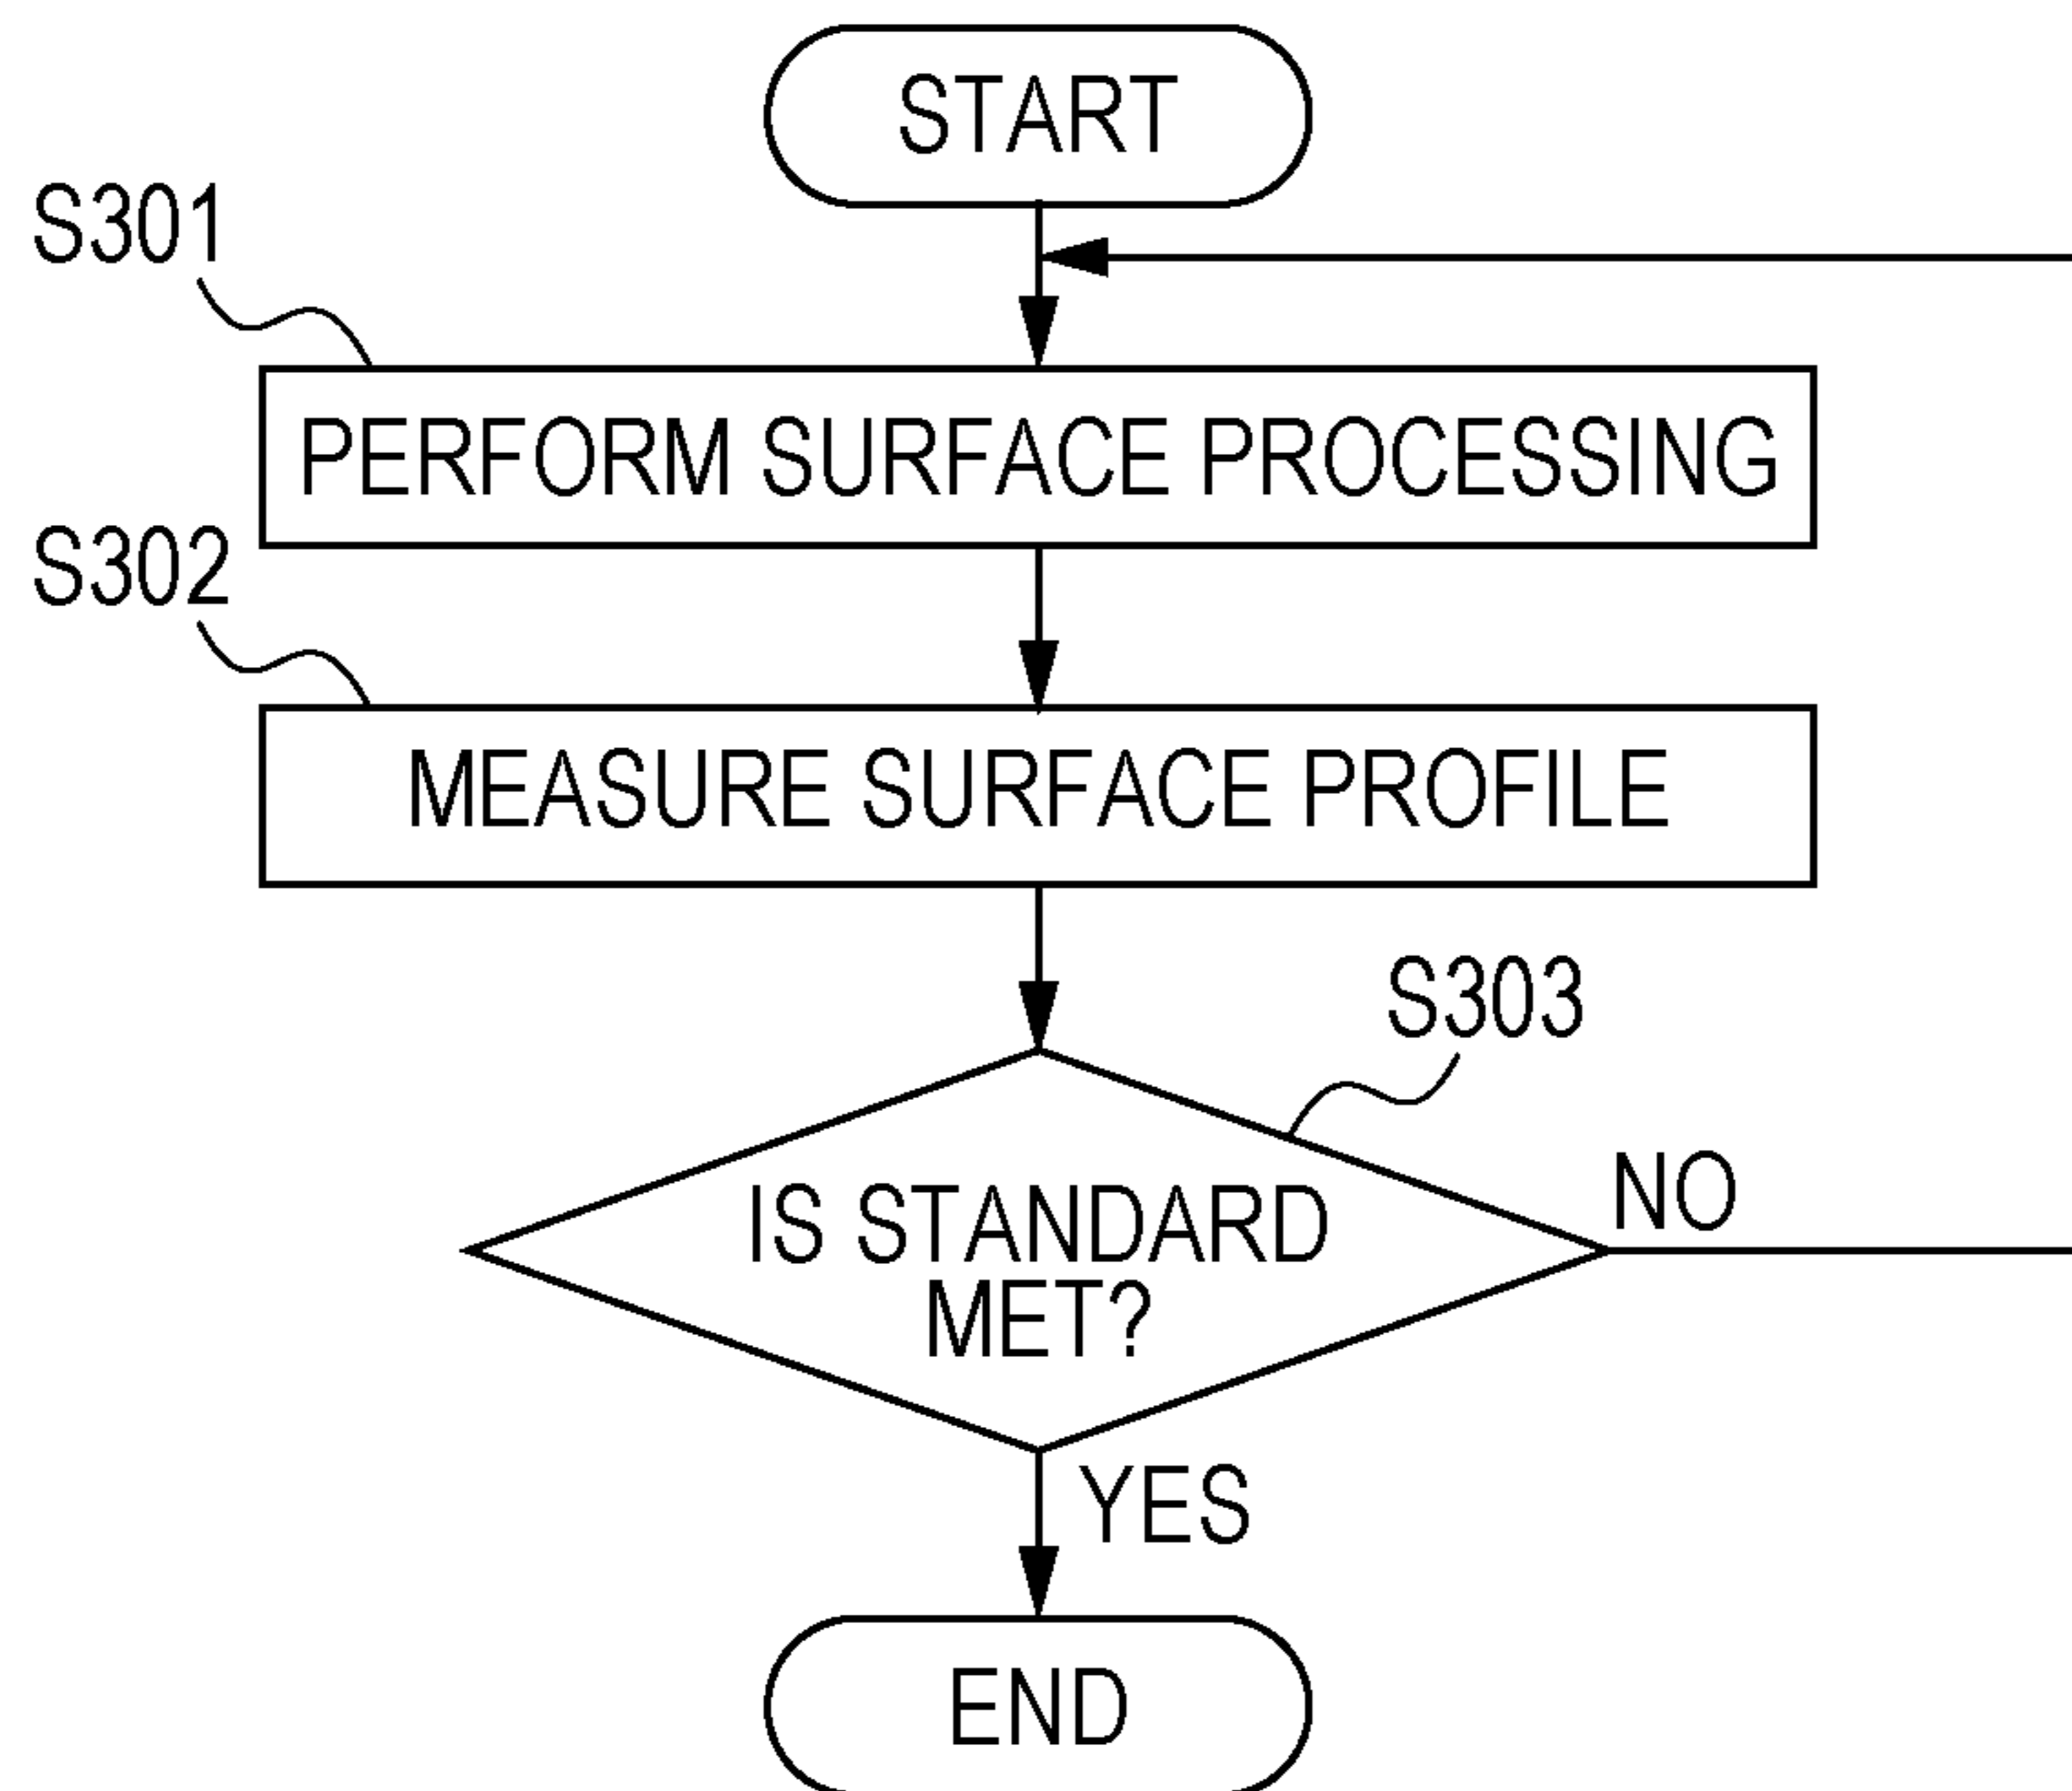 START
S301
PERFORM SURFACE PROCESSING
S302
MEASURE SURFACE PROFILE
S303
IS STANDARD
MET?
NO
YES
END